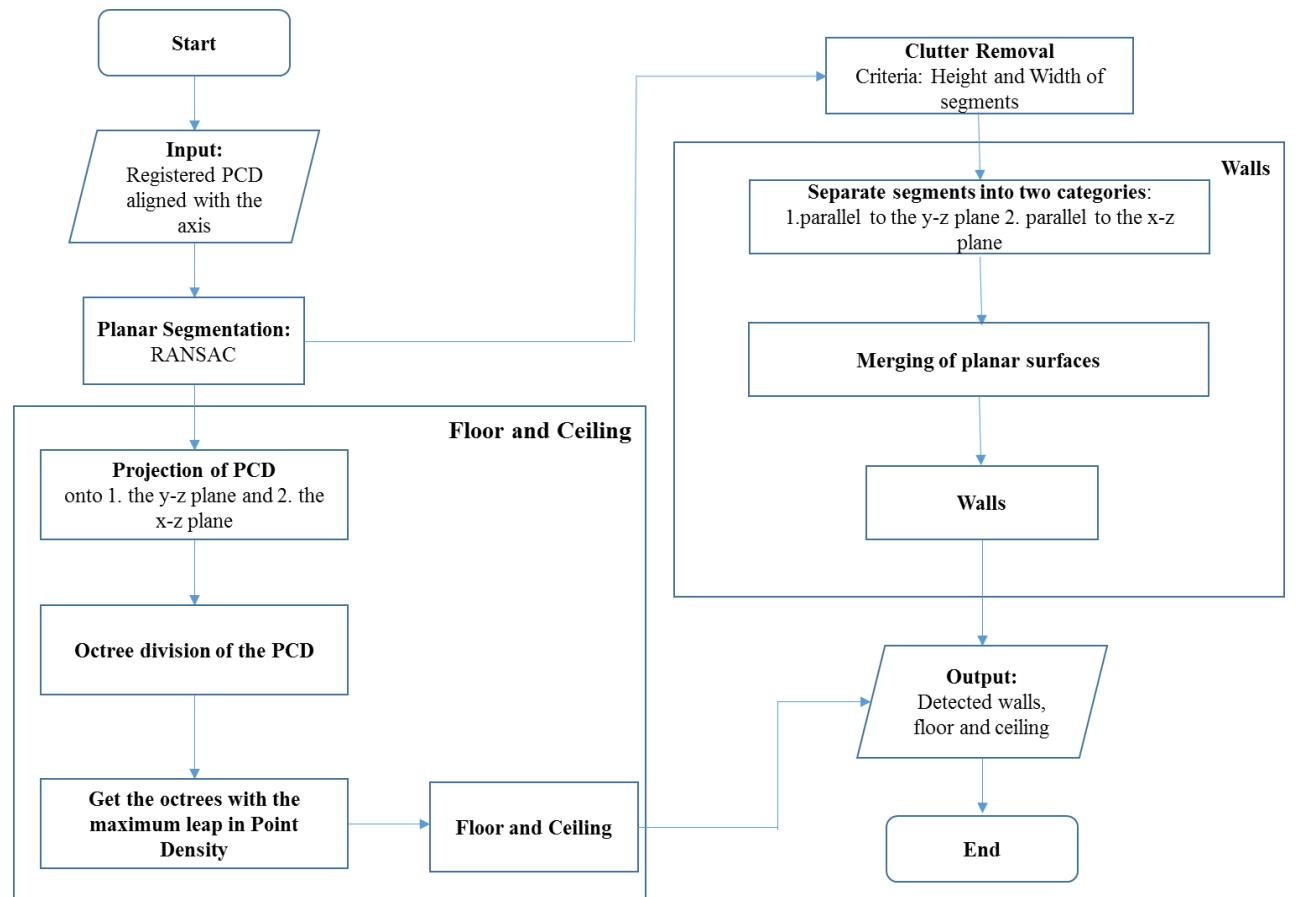 Start
Input:
Registered PCD
aligned with the
axis
Planar Segmentation:
RANSAC
Floor and Ceiling
Projection of PCD
onto 1. the y-z plane and 2. the
x-z plane
Octree division of the PCD
Get the octrees with the
maximum leap in Point
Density
Floor and Ceiling
Clutter Removal
Criteria: Height and Width of
segments
Walls
Separate segments into two categories:
1.parallel to the y-z plane 2. parallel to the x-z
plane
Merging of planar surfaces
Walls
Output:
Detected walls,
floor and ceiling
End